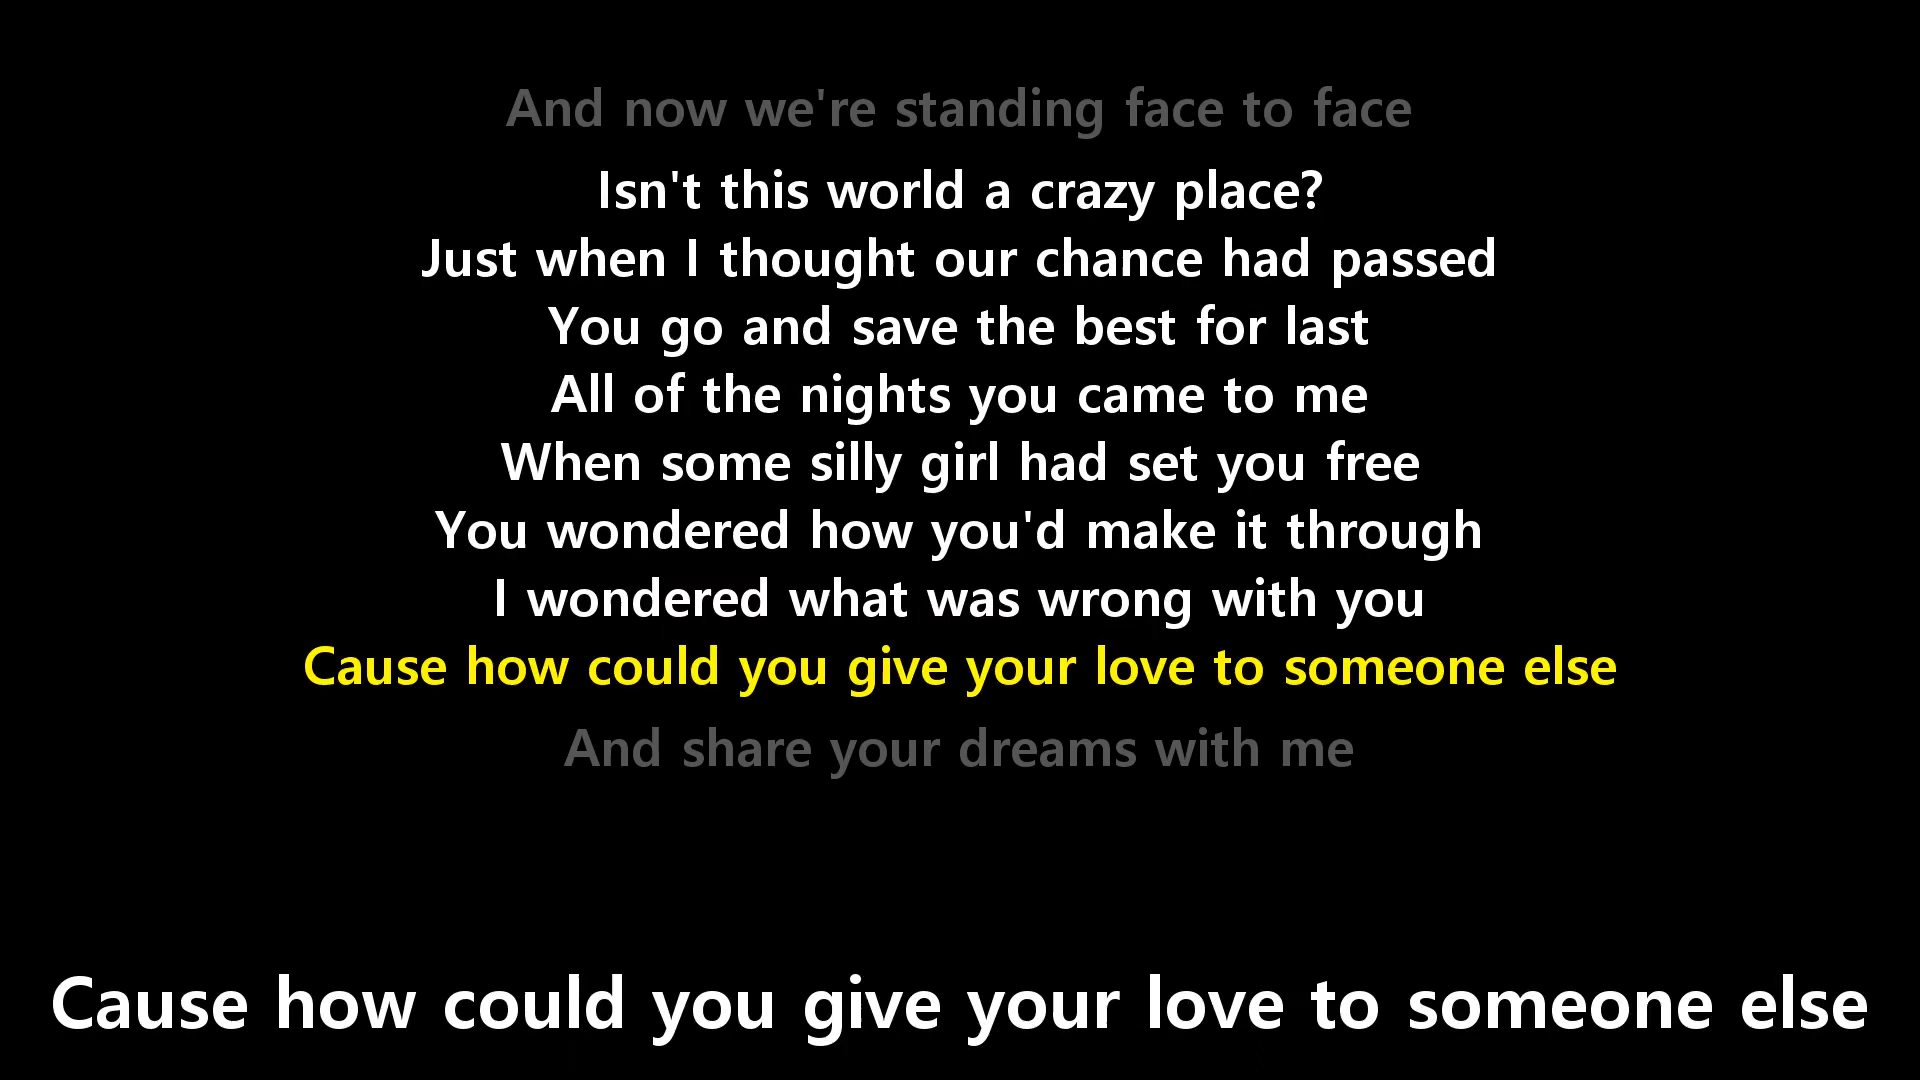 And now we're standing face to face
Isn't this world a crazy place?
Just when I thought our chance had passed
You go and save the best for last
All of the nights you came to me
When some silly girl had set you free
You wondered how you'd make it through
I wondered what was wrong with you
Cause how could you give your love to someone else
And share your dreams with me
Cause how could you give your love to someone else